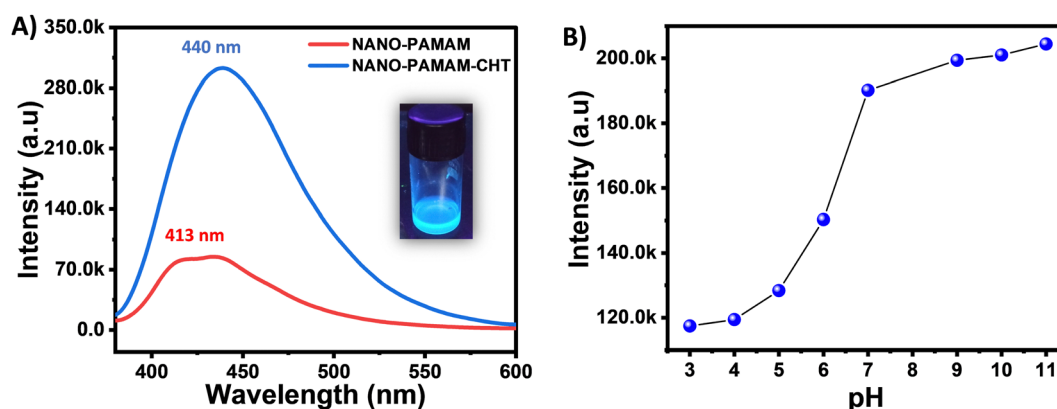 A)
440 nm
413 nm
NANO-PAMAM
NANO-PAMAM-CHT
350.0k
280.0k
210.0k
140.0k
70.0k
0.0
Intensity (a.u)
400 450 500 550 600
Wavelength (nm)
B)
200.0k
180.0k
160.0k
140.0k
120.0k
Intensity (a.u)
3 4 5 6 7 8 9 10 11
pH